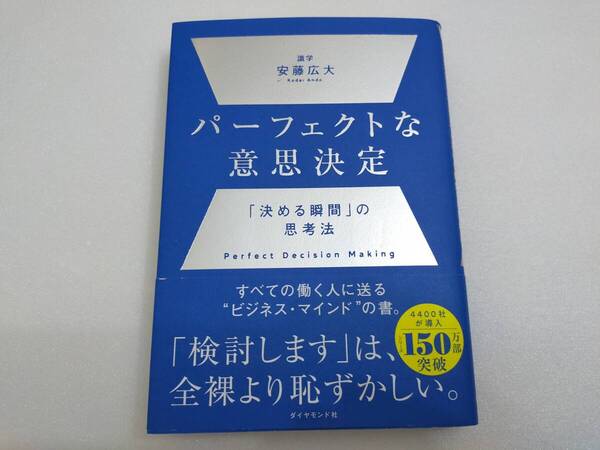 識学
安藤広大
Kodai Ando
パーフェクトな
意思決定
「決める瞬間」の
思考法
Perfect Decision Making
すべての働く人に送る
“ビジネス・マインド”の書。
「検討します」は、
全裸より恥ずかしい。
4400社
が導入
シリーズ
150万部
突破
ダイヤモンド社